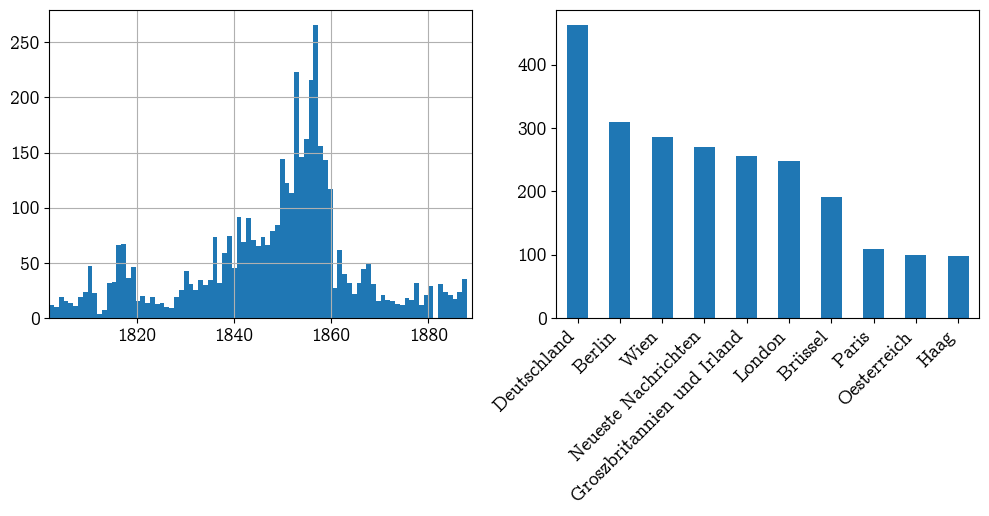 250
200
150
100
50
0
1820 1840 1860 1880
400
300
200
100
0
Deutschland
Berlin
Wien
Neueste Nachrichten
Groszbritannien und Irland
London
Brüssel
Paris
Oesterreich
Haag